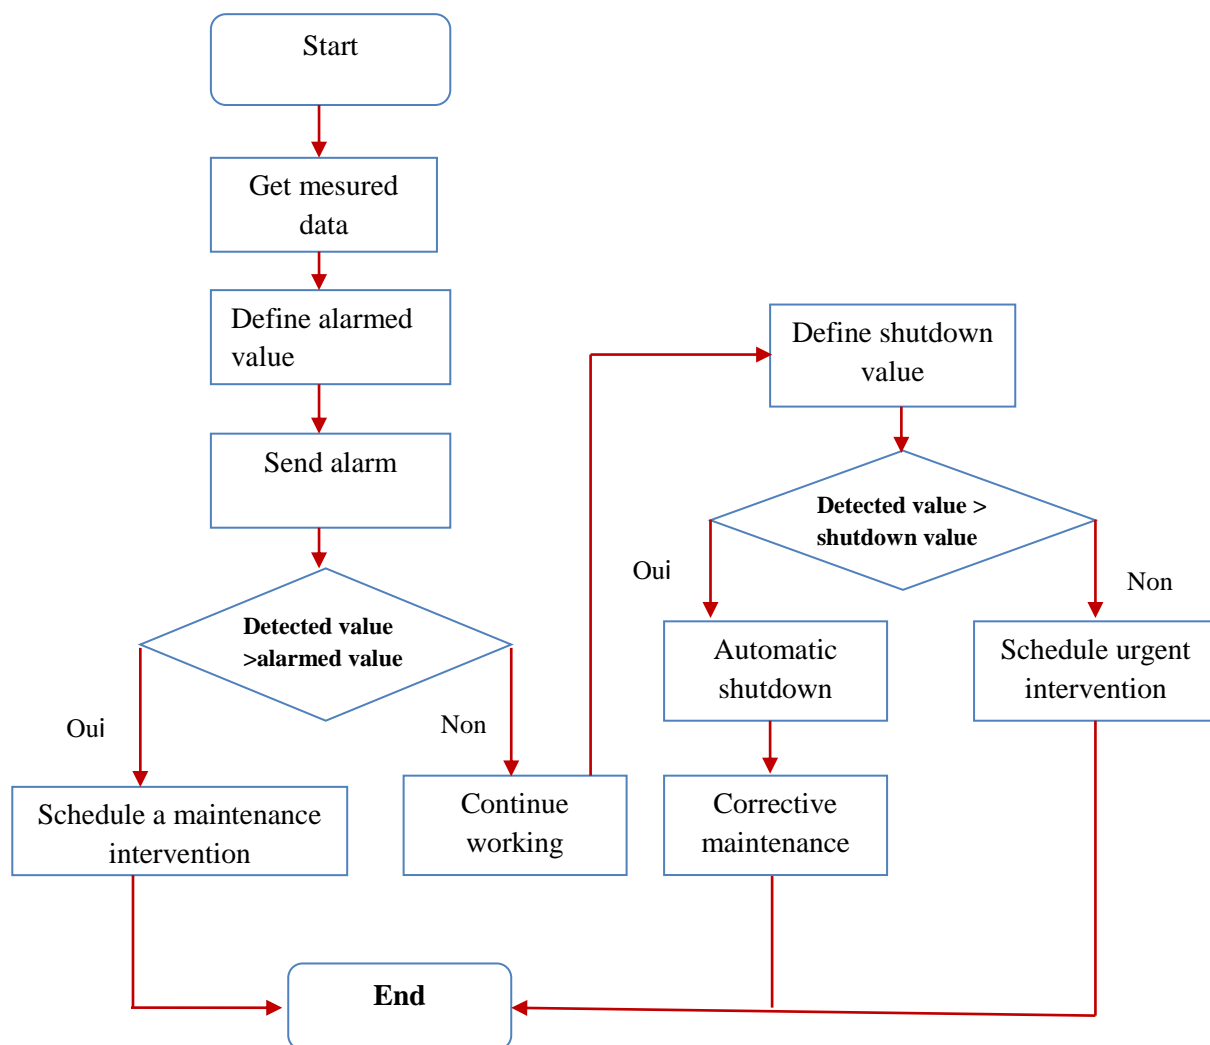 Start
Get mesured
data
Define alarmed
value
Send alarm
Detected value
>alarmed value
Oui
Non
Schedule a maintenance
intervention
Continue
working
Define shutdown
value
Detected value >
shutdown value
Oui
Non
Automatic
shutdown
Schedule urgent
intervention
Corrective
maintenance
End